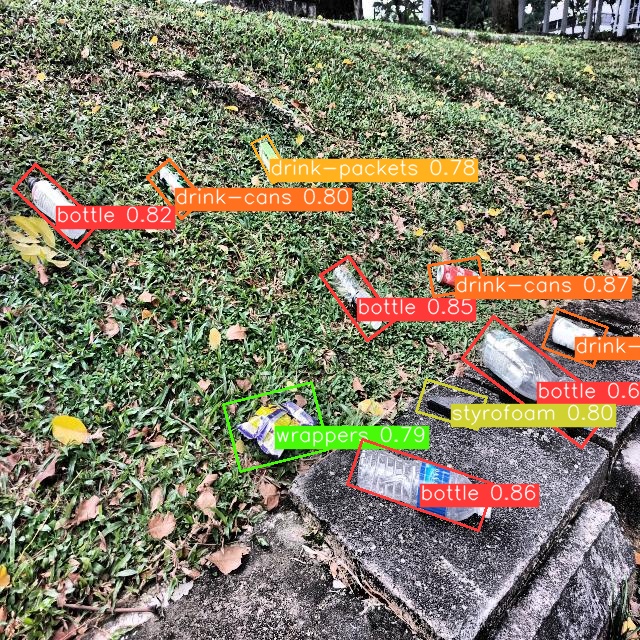 drink-packets 0.78
drink-cans 0.80
bottle 0.82
drink-cans 0.87
bottle 0.85
drink-
bottle 0.6
styrofoam 0.80
wrappers 0.79
bottle 0.86